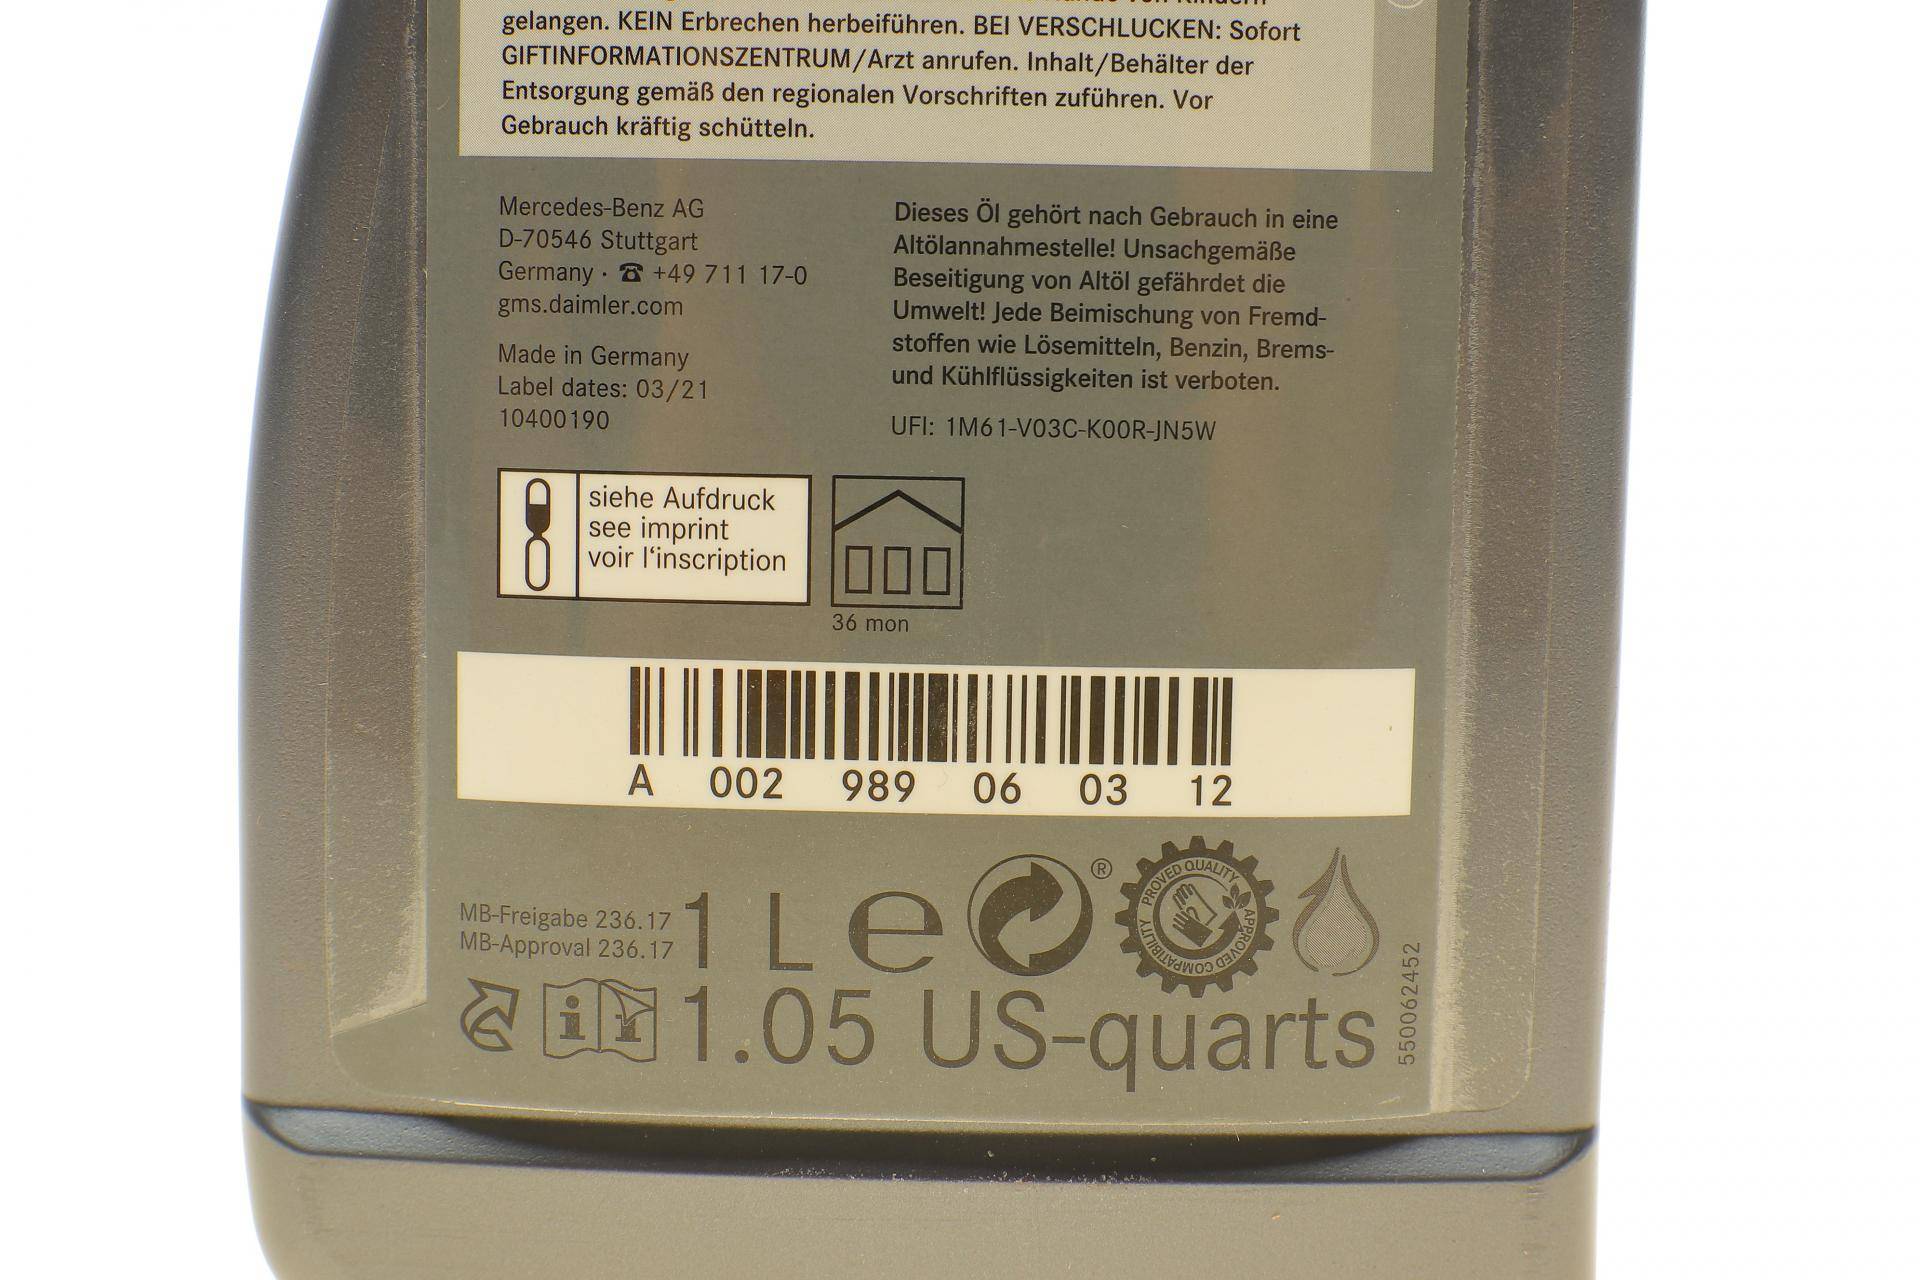 gelangen. KEIN Erbrechen herbeiführen. BEI VERSCHLUCKEN: Sofort
GIFTINFORMATIONSZENTRUM/Arzt anrufen. Inhalt/Behälter der
Entsorgung gemäß den regionalen Vorschriften zuführen. Vor
Gebrauch kräftig schütteln.
Mercedes-Benz AG
D-70546 Stuttgart
Germany · ☎ +49 711 17-0
gms.daimler.com
Made in Germany
Label dates: 03/21
10400190
Dieses Öl gehört nach Gebrauch in eine
Altölannahmestelle! Unsachgemäße
Beseitigung von Altöl gefährdet die
Umwelt! Jede Beimischung von Fremd-
stoffen wie Lösemitteln, Benzin, Brems-
und Kühlflüssigkeiten ist verboten.
UFI: 1M61-V03C-K00R-JN5W
siehe Aufdruck
see imprint
voir l‘inscription
36 mon
A 002 989 06 03 12
MB-Freigabe 236.17
MB-Approval 236.17
1 L e
®
PROVED QUALITY
APPROVED COMPATIBILITY
1.05 US-quarts
550062452